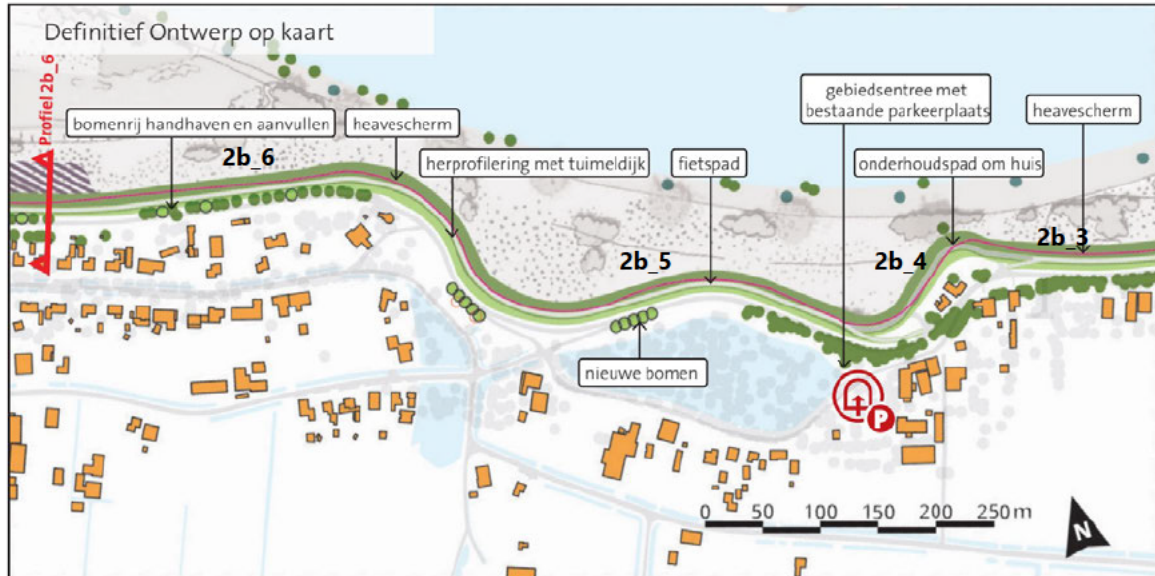 Definitief Ontwerp op kaart
Profiel 2b_6
bomenrij handhaven en aanvullen
heavescherm
gebiedsentree met
bestaande parkeerplaats
heavescherm
2b_6
herprofilering met tuimeldijk
fietspad
onderhoudspad om huis
2b_5
2b_4
2b_3
nieuwe bomen
P
0 50 100 150 200 250 m
N